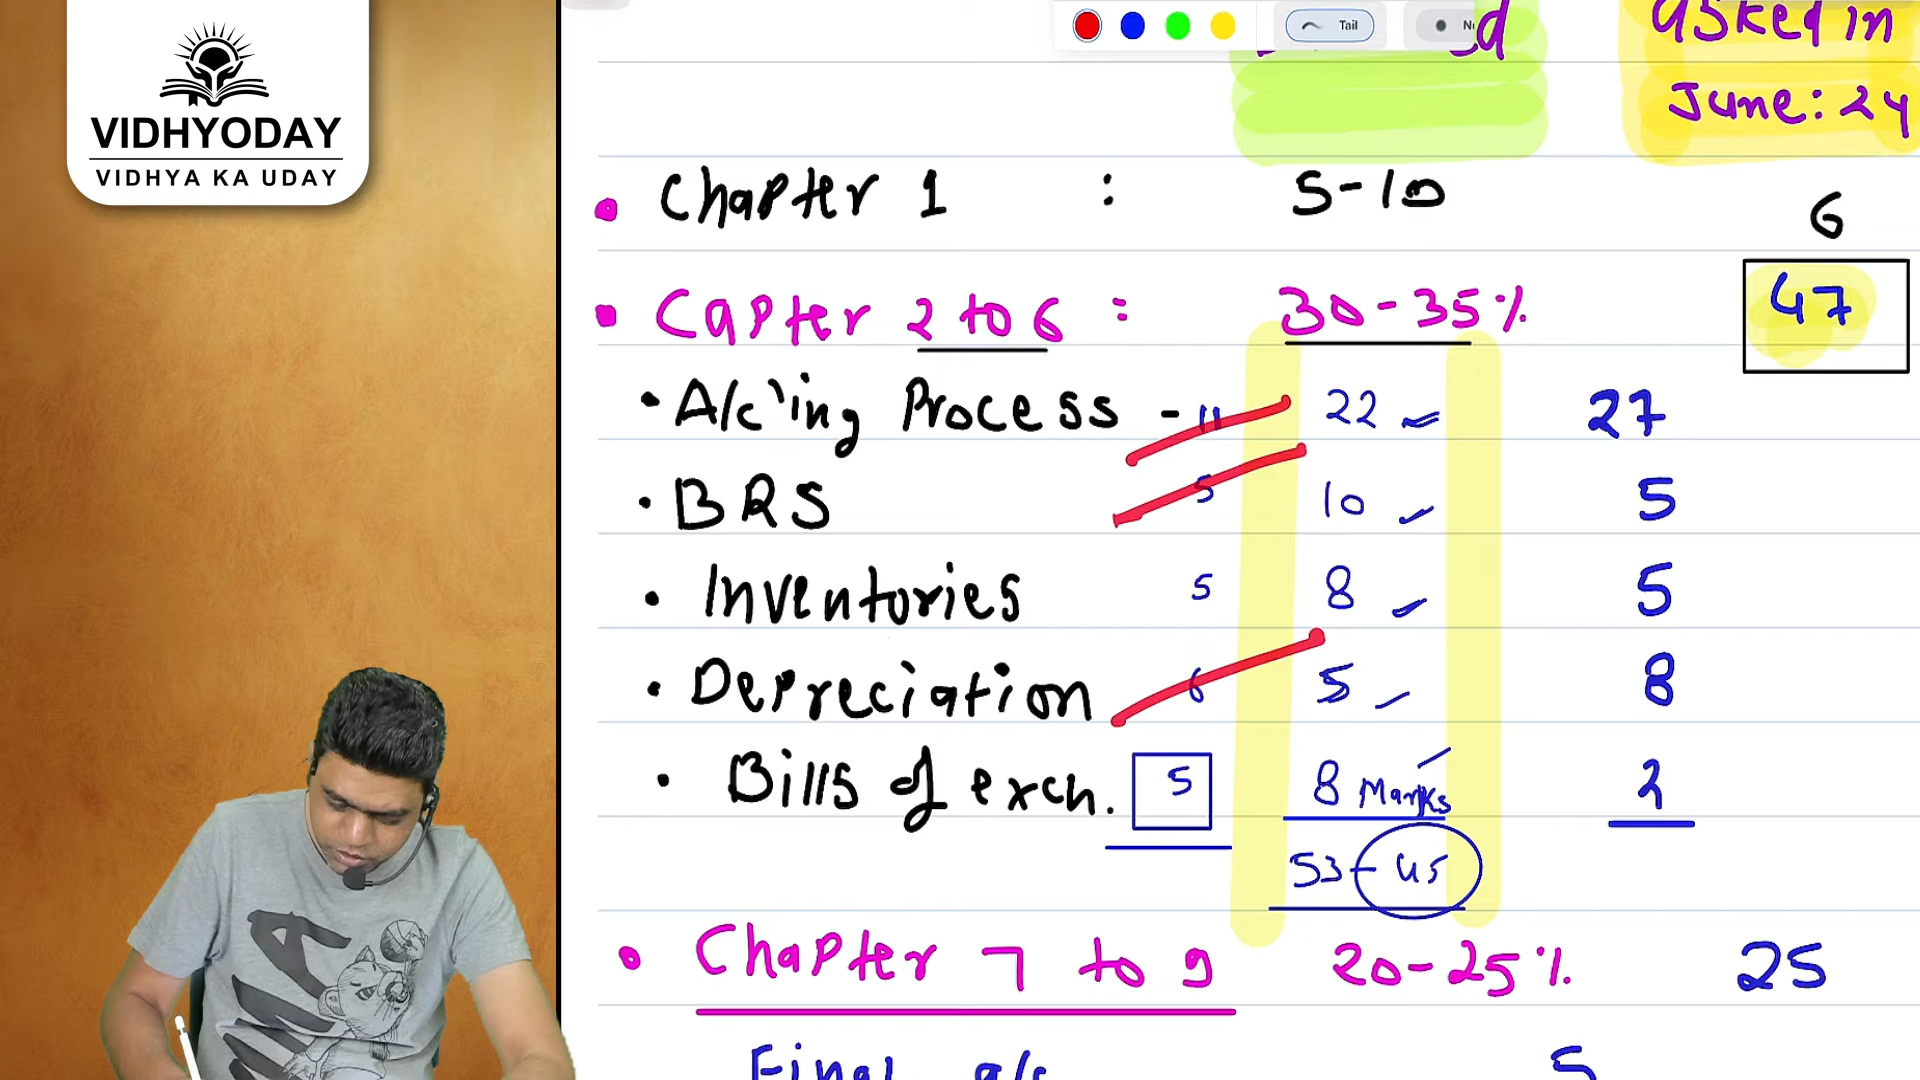 VIDHYODAY
VIDHYA KA UDAY
Tail
asked in
June: 24
• Chapter 1 : 5-10 6
• Capter 2 to 6 : 30-35% 47
• A/c'ing Process - 11 22 27
• BRS 5 10 5
• Inventories 5 8 5
• Depreciation 6 5 8
• Bills of exch. 5 8 Marks 2
53-45
• Chapter 7 to 9 20-25% 25
Final a/c 5